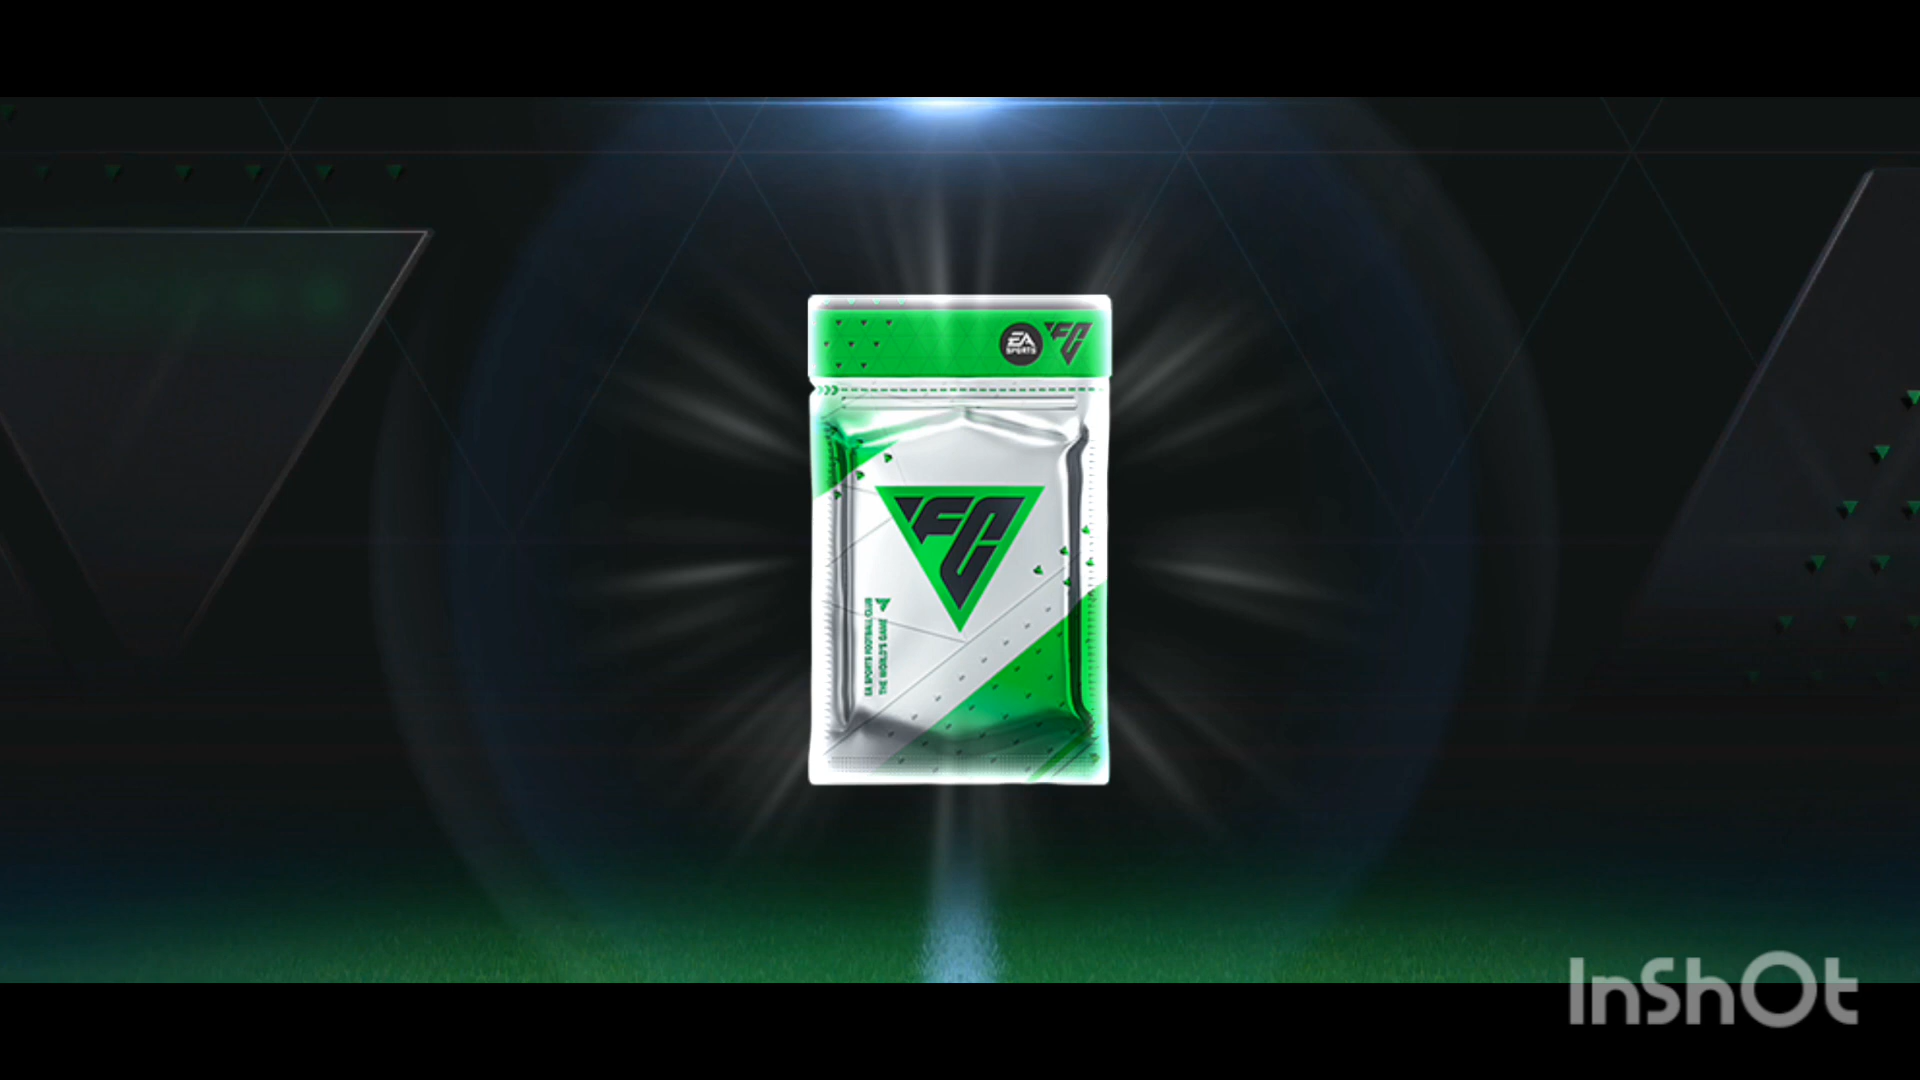 EA
SPORTS
FC
FC
EA SPORTS FOOTBALL CLUB
THE WORLD'S GAME
InShOt